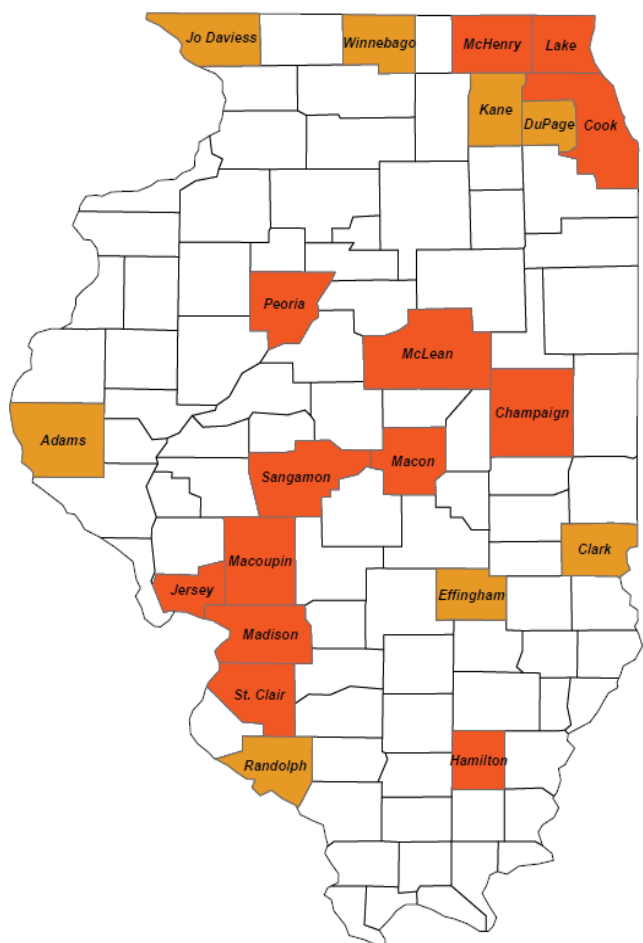 Jo Daviess
Winnebago
McHenry
Lake
Kane
DuPage
Cook
Peoria
McLean
Champaign
Adams
Sangamon
Macon
Macoupin
Clark
Jersey
Effingham
Madison
St. Clair
Randolph
Hamilton